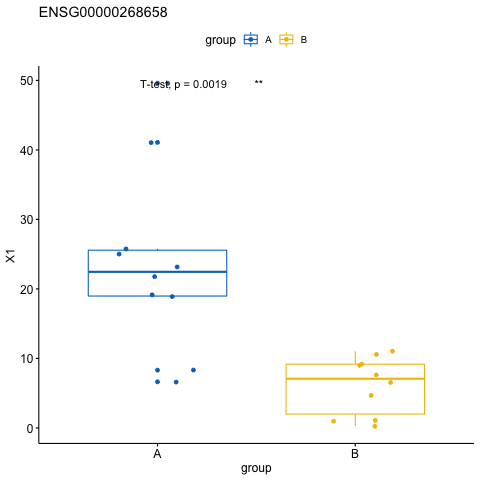 ENSG00000268658
group A B
T-test, p = 0.0019 **
50
40
30
20
10
0
X1
A B
group